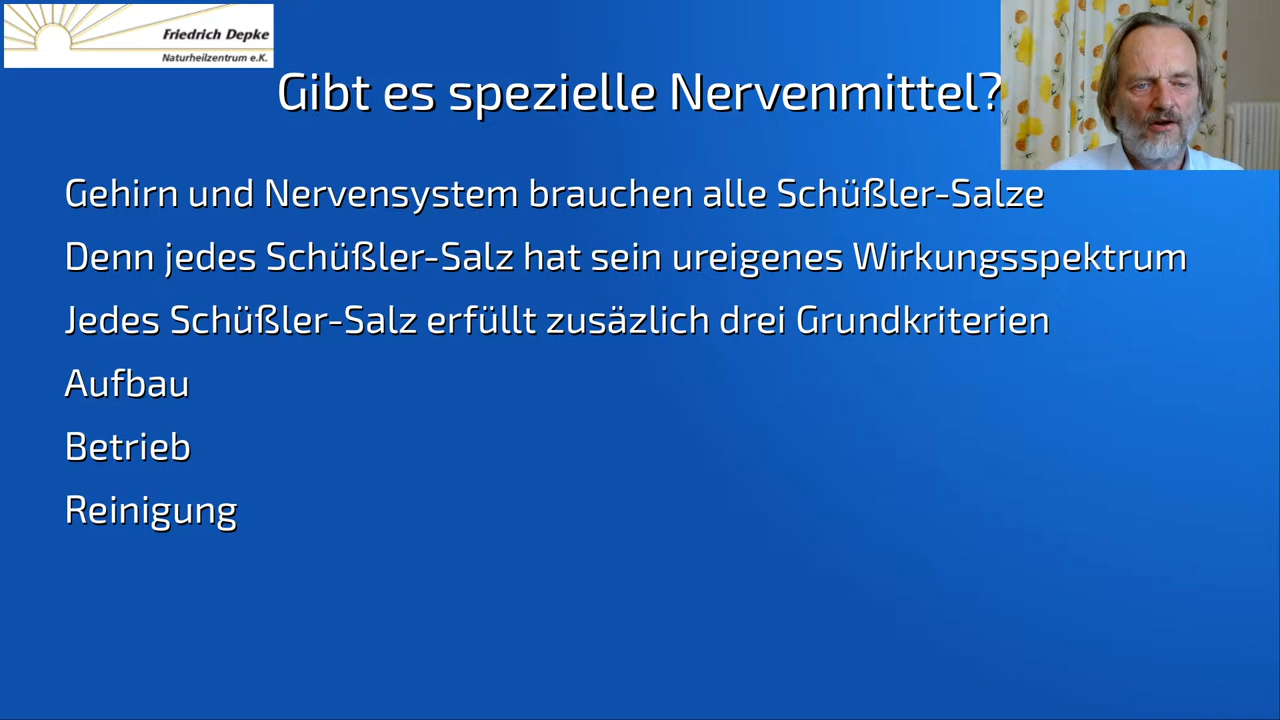 Friedrich Depke
Naturheilzentrum e.K.
Gibt es spezielle Nervenmittel?
Gehirn und Nervensystem brauchen alle Schüßler-Salze
Denn jedes Schüßler-Salz hat sein ureigenes Wirkungsspektrum
Jedes Schüßler-Salz erfüllt zusäzlich drei Grundkriterien
Aufbau
Betrieb
Reinigung